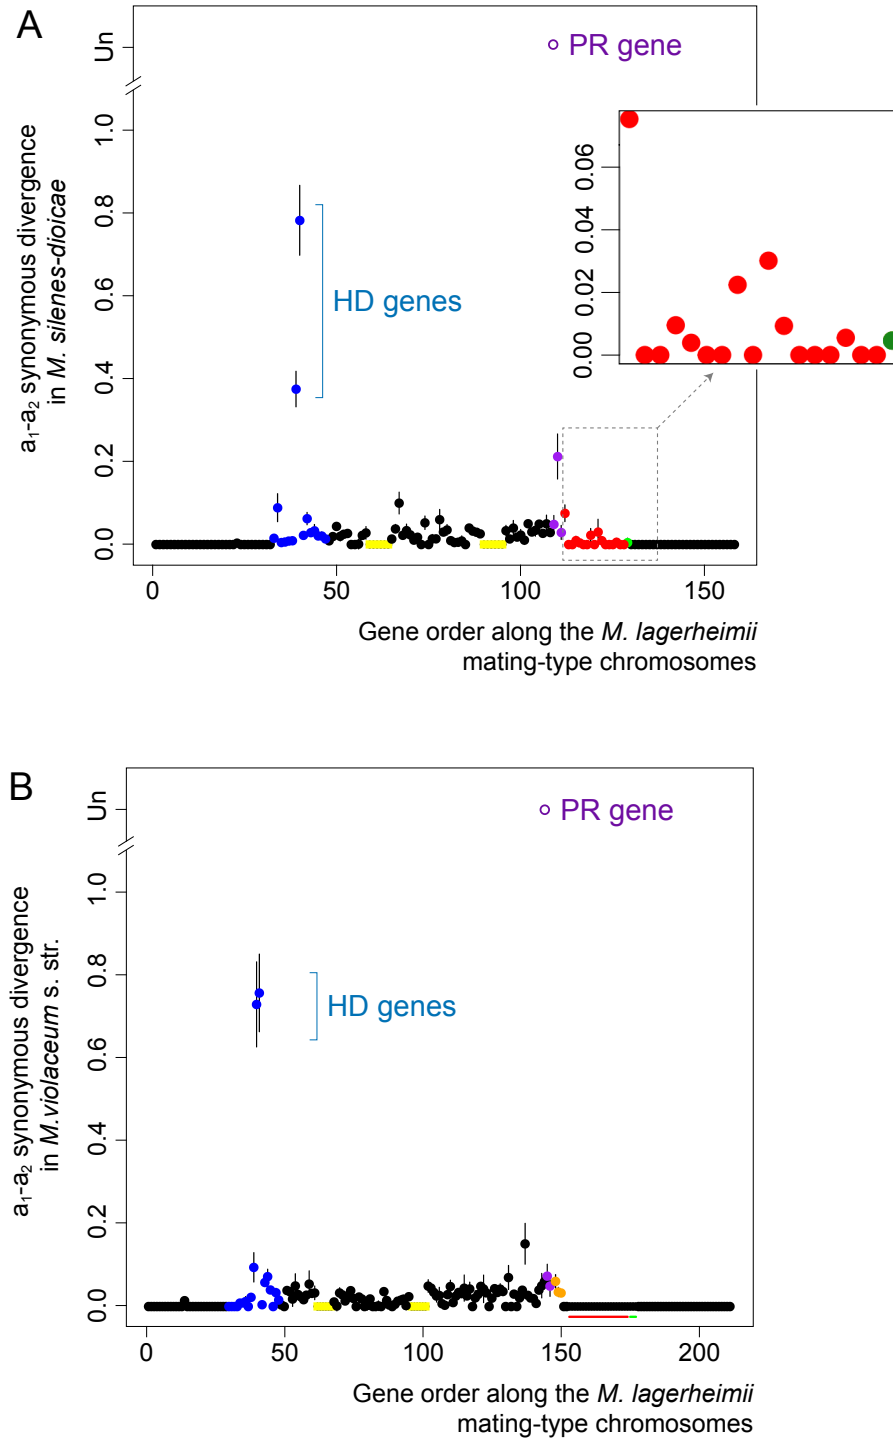 A
Un
PR gene
1.0
0.8
0.6
0.4
0.2
0.0
a₁-a₂ synonymous divergence
in M. silenes-dioicae
HD genes
0.06
0.04
0.02
0.00
0
50
100
150
Gene order along the M. lagerheimii
mating-type chromosomes
B
Un
PR gene
1.0
0.8
0.6
0.4
0.2
0.0
a₁-a₂ synonymous divergence
in M.violaceum s. str.
HD genes
0
50
100
150
200
Gene order along the M. lagerheimii
mating-type chromosomes